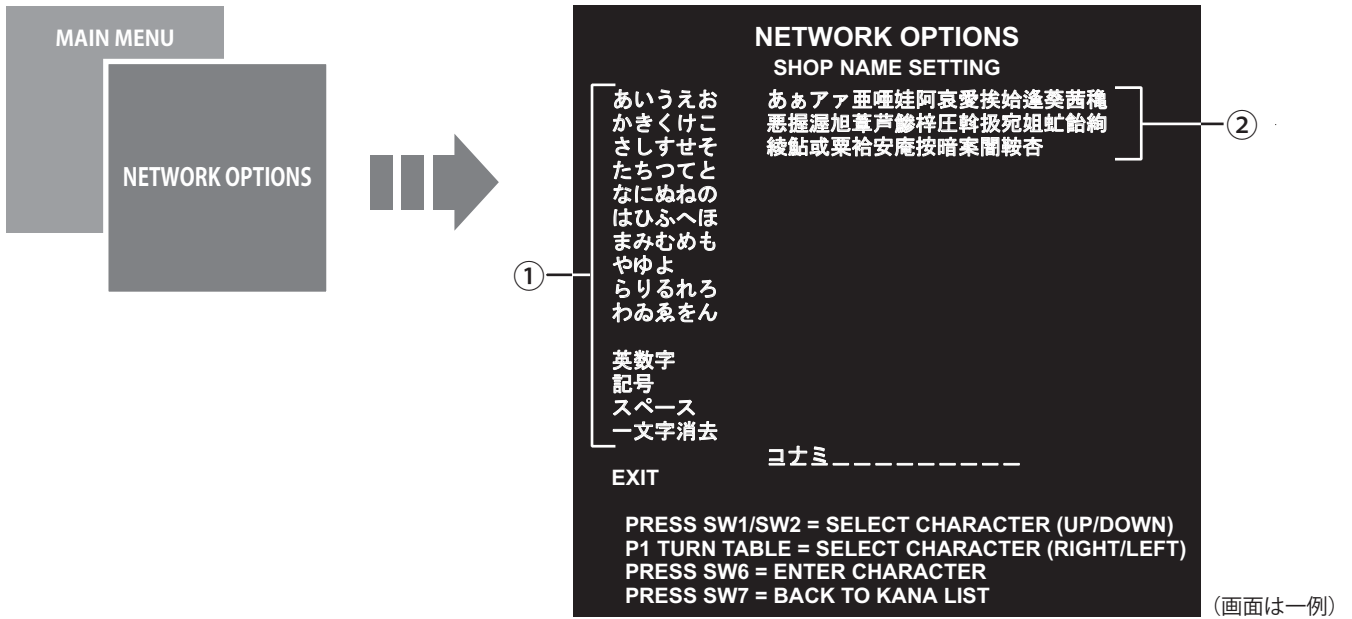 MAIN MENU
NETWORK OPTIONS
NETWORK OPTIONS
SHOP NAME SETTING
あいうえお
かきくけこ
さしすせそ
たちつてと
なにぬねの
はひふへほ
まみむめも
やゆよ
らりるれろ
わゐゑをん
英数字
記号
スペース
一文字消去
①
あぁアァ亜唖娃阿哀愛挨姶逢葵茜穐
悪握渥旭葦芦鯵梓圧斡扱宛姐虻飴絢
綾鮎或粟袷安庵按暗案闇鞍杏
②
コナミ_________
EXIT
PRESS SW1/SW2 = SELECT CHARACTER (UP/DOWN)
P1 TURN TABLE = SELECT CHARACTER (RIGHT/LEFT)
PRESS SW6 = ENTER CHARACTER
PRESS SW7 = BACK TO KANA LIST
（画面は一例）